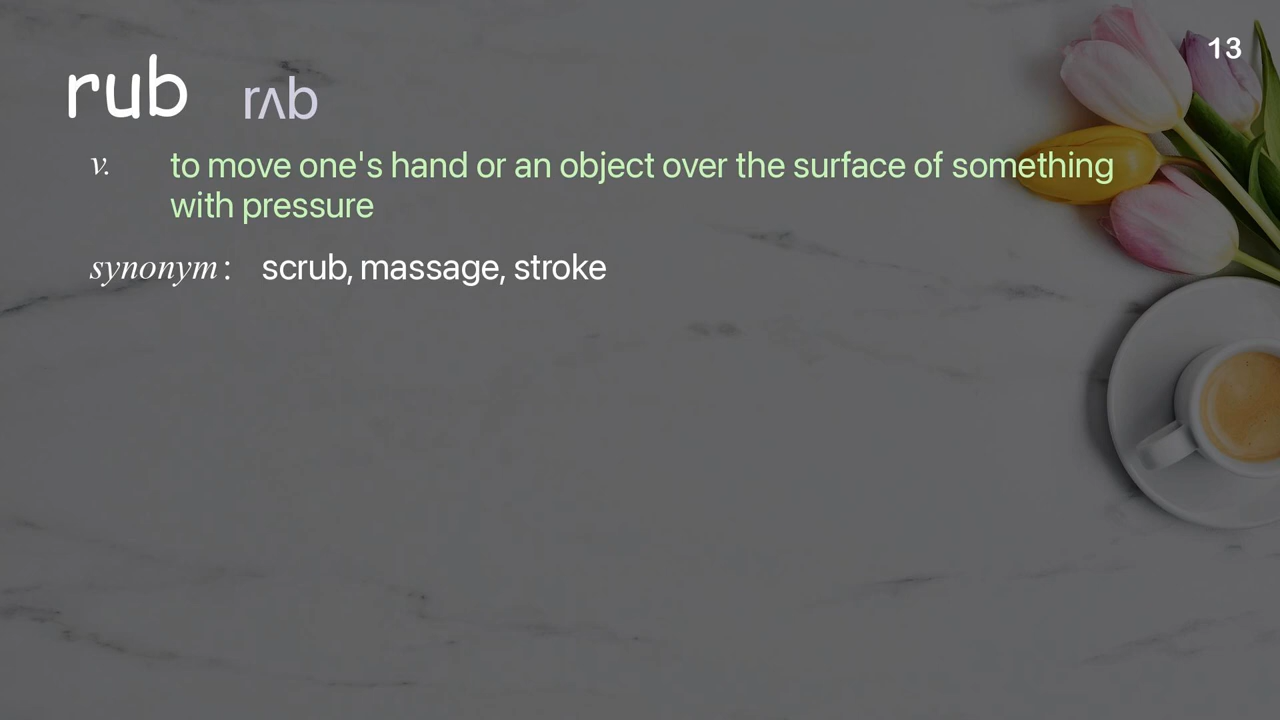 13
rub rʌb
v. to move one's hand or an object over the surface of something
with pressure
synonym: scrub, massage, stroke